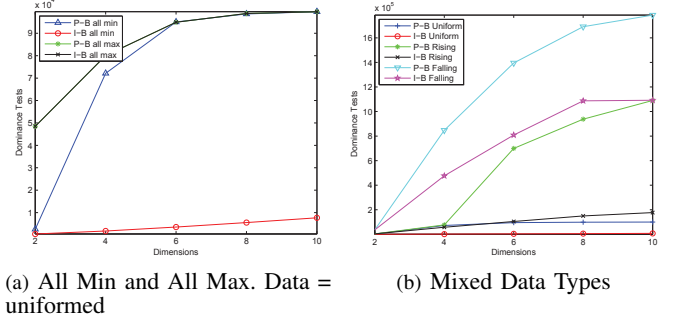 x 10
P−B all min
I−B all min
P−B all max
I−B all max
9
8
7
6
5
4
3
2
1
Dominance Tests
2 4 6 8 10
Dimensions
(a) All Min and All Max. Data =
uniformed
x 10⁵
P−B Uniform
I−B Uniform
P−B Rising
I−B Rising
P−B Falling
I−B Falling
16
14
12
10
8
6
4
2
Dominance Tests
2 4 6 8 10
Dimensions
(b) Mixed Data Types